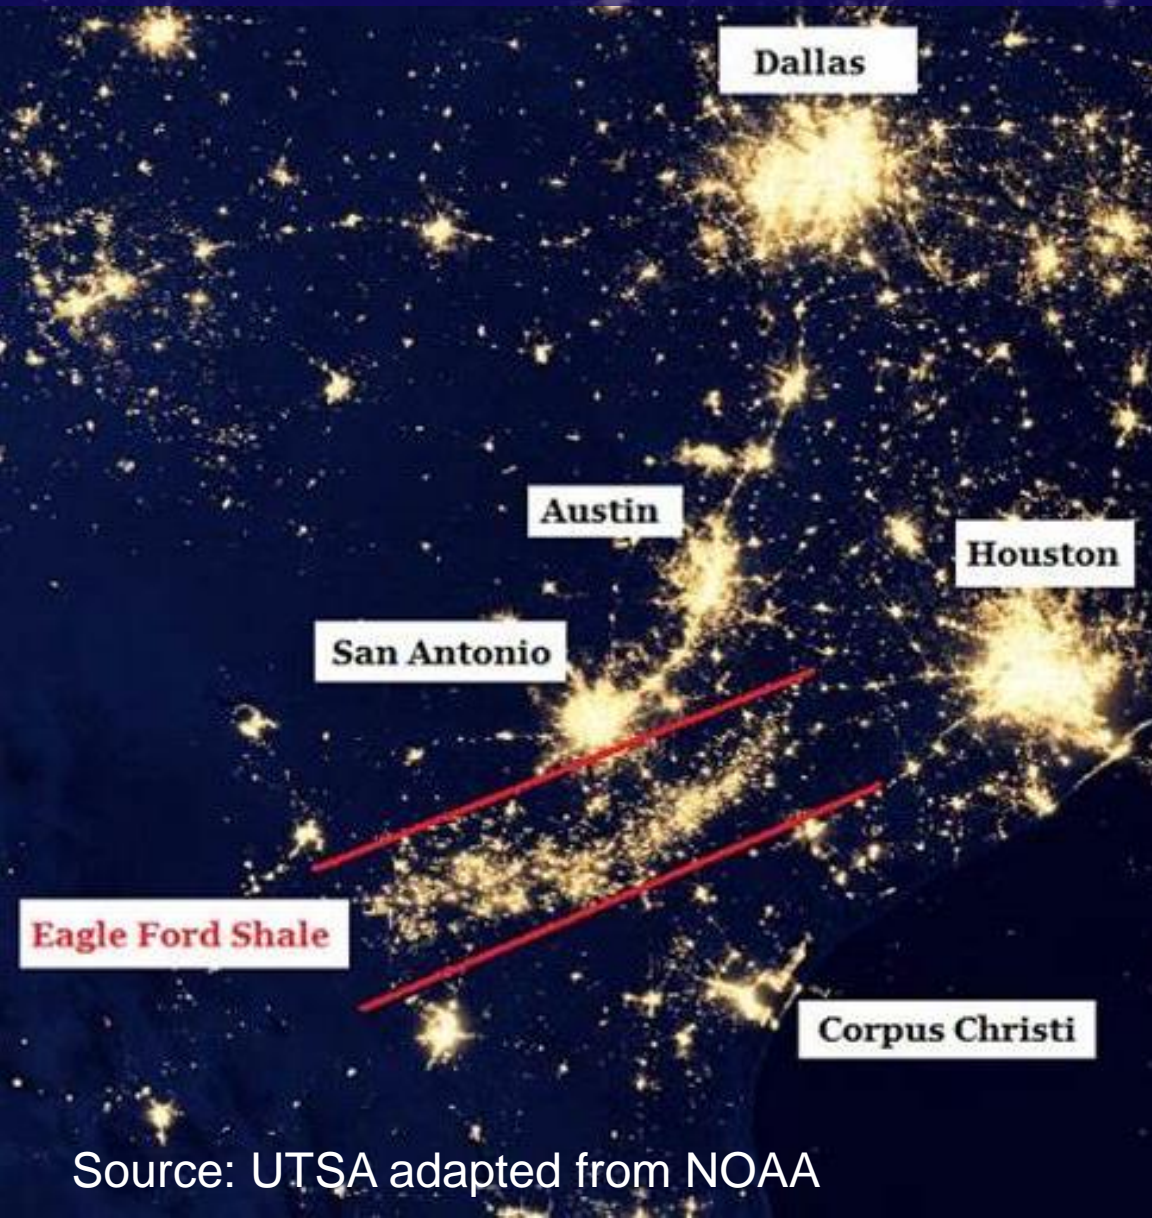 Dallas
Austin
Houston
San Antonio
Eagle Ford Shale
Corpus Christi
Source: UTSA adapted from NOAA